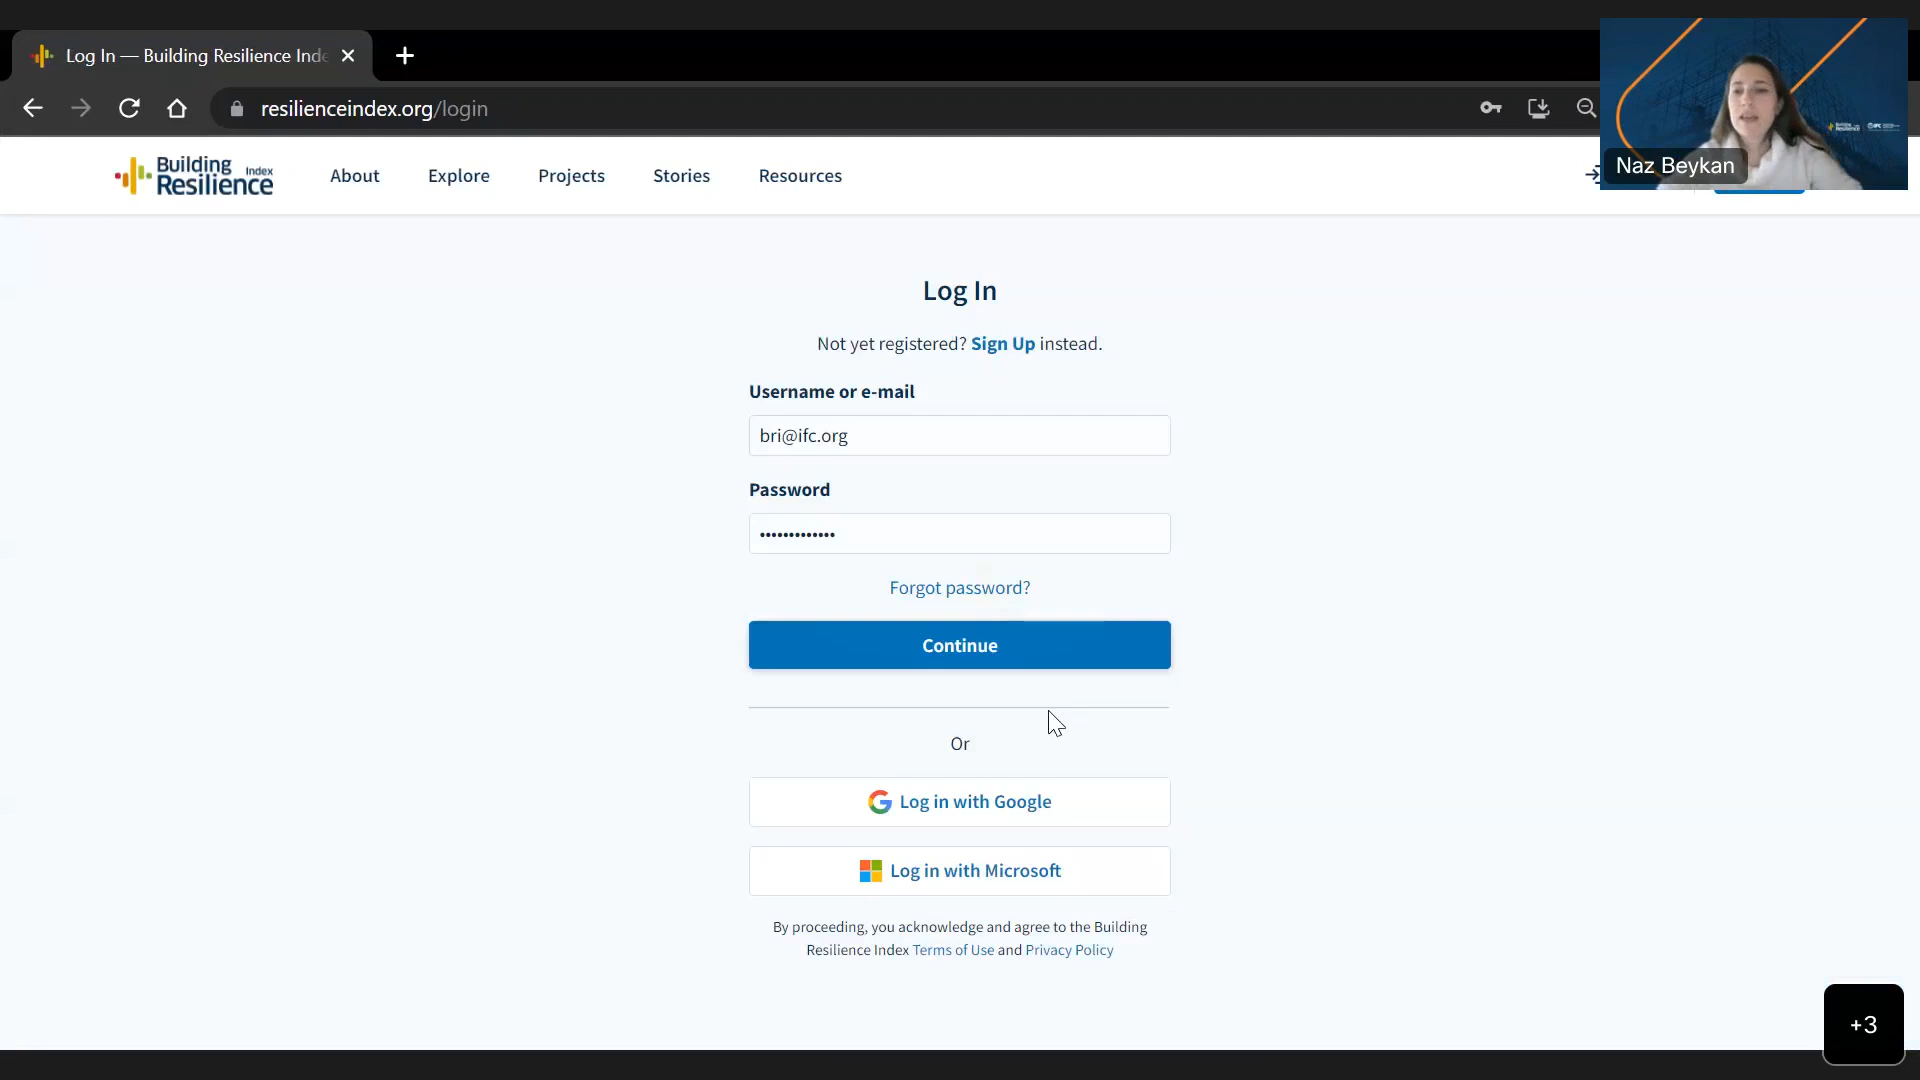 Log In — Building Resilience Inde
resilienceindex.org/login
Naz Beykan
Building
Resilience Index
About
Explore
Projects
Stories
Resources
Log In
Not yet registered? Sign Up instead.
Username or e-mail
bri@ifc.org
Password
•••••••••••••
Forgot password?
Continue
Or
Log in with Google
Log in with Microsoft
By proceeding, you acknowledge and agree to the Building
Resilience Index Terms of Use and Privacy Policy
+3